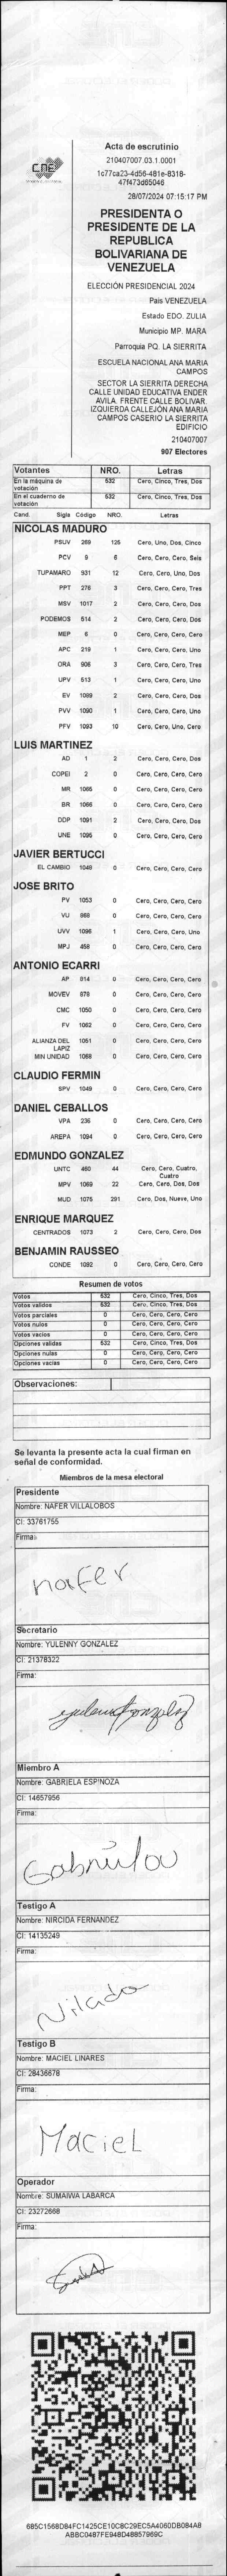 CNE
Acta de escrutinio
210407007.03.1.0001
1c77ca23-4d56-481e-8318-
47f473d65046
28/07/2024 07:15:17 PM
PRESIDENTA O
PRESIDENTE DE LA
REPUBLICA
BOLIVARIANA DE
VENEZUELA
ELECCIÓN PRESIDENCIAL 2024
Pais VENEZUELA
Estado EDO. ZULIA
Municipio MP. MARA
Parroquia PQ. LA SIERRITA
ESCUELA NACIONAL ANA MARIA
CAMPOS
SECTOR LA SIERRITA DERECHA
CALLE UNIDAD EDUCATIVA ENDER
AVILA. FRENTE CALLE BOLIVAR.
IZQUIERDA CALLEJÓN ANA MARIA
CAMPOS CASERIO LA SIERRITA
EDIFICIO
210407007
907 Electores
Votantes NRO. Letras
En la máquina de votación 532 Cero, Cinco, Tres, Dos
En el cuaderno de votación 532 Cero, Cinco, Tres, Dos
Cand. Sigla Código NRO. Letras
NICOLAS MADURO
PSUV 269 125 Cero, Uno, Dos, Cinco
PCV 9 6 Cero, Cero, Cero, Seis
TUPAMARO 931 12 Cero, Cero, Uno, Dos
PPT 276 3 Cero, Cero, Cero, Tres
MSV 1017 2 Cero, Cero, Cero, Dos
PODEMOS 514 2 Cero, Cero, Cero, Dos
MEP 6 0 Cero, Cero, Cero, Cero
APC 219 1 Cero, Cero, Cero, Uno
ORA 906 3 Cero, Cero, Cero, Tres
UPV 513 1 Cero, Cero, Cero, Uno
EV 1089 2 Cero, Cero, Cero, Dos
PVV 1090 1 Cero, Cero, Cero, Uno
PFV 1093 10 Cero, Cero, Uno, Cero
LUIS MARTINEZ
AD 1 2 Cero, Cero, Cero, Dos
COPEI 2 0 Cero, Cero, Cero, Cero
MR 1065 0 Cero, Cero, Cero, Cero
BR 1066 0 Cero, Cero, Cero, Cero
DDP 1091 2 Cero, Cero, Cero, Dos
UNE 1095 0 Cero, Cero, Cero, Cero
JAVIER BERTUCCI
EL CAMBIO 1048 0 Cero, Cero, Cero, Cero
JOSE BRITO
PV 1053 0 Cero, Cero, Cero, Cero
VU 868 0 Cero, Cero, Cero, Cero
UVV 1096 1 Cero, Cero, Cero, Uno
MPJ 458 0 Cero, Cero, Cero, Cero
ANTONIO ECARRI
AP 814 0 Cero, Cero, Cero, Cero
MOVEV 878 0 Cero, Cero, Cero, Cero
CMC 1050 0 Cero, Cero, Cero, Cero
FV 1062 0 Cero, Cero, Cero, Cero
ALIANZA DEL LAPIZ 1051 0 Cero, Cero, Cero, Cero
MIN UNIDAD 1068 0 Cero, Cero, Cero, Cero
CLAUDIO FERMIN
SPV 1049 0 Cero, Cero, Cero, Cero
DANIEL CEBALLOS
VPA 236 0 Cero, Cero, Cero, Cero
AREPA 1094 0 Cero, Cero, Cero, Cero
EDMUNDO GONZALEZ
UNTC 460 44 Cero, Cero, Cuatro, Cuatro
MPV 1069 22 Cero, Cero, Dos, Dos
MUD 1075 291 Cero, Dos, Nueve, Uno
ENRIQUE MARQUEZ
CENTRADOS 1073 2 Cero, Cero, Cero, Dos
BENJAMIN RAUSSEO
CONDE 1092 0 Cero, Cero, Cero, Cero
Resumen de votos
Votos 532 Cero, Cinco, Tres, Dos
Votos validos 532 Cero, Cinco, Tres, Dos
Votos parciales 0 Cero, Cero, Cero, Cero
Votos nulos 0 Cero, Cero, Cero, Cero
Votos vacios 0 Cero, Cero, Cero, Cero
Opciones validas 532 Cero, Cinco, Tres, Dos
Opciones nulas 0 Cero, Cero, Cero, Cero
Opciones vacias 0 Cero, Cero, Cero, Cero
Observaciones:
Se levanta la presente acta la cual firman en
señal de conformidad.
Miembros de la mesa electoral
Presidente
Nombre: NAFER VILLALOBOS
CI: 33761755
Firma:
nafer
Secretario
Nombre: YULENNY GONZALEZ
CI: 21378322
Firma:
Miembro A
Nombre: GABRIELA ESPINOZA
CI: 14657956
Firma:
Testigo A
Nombre: NIRCIDA FERNANDEZ
CI: 14135249
Firma:
Testigo B
Nombre: MACIEL LINARES
CI: 28436678
Firma:
Maciel
Operador
Nombre: SUMAIWA LABARCA
CI: 23272668
Firma: